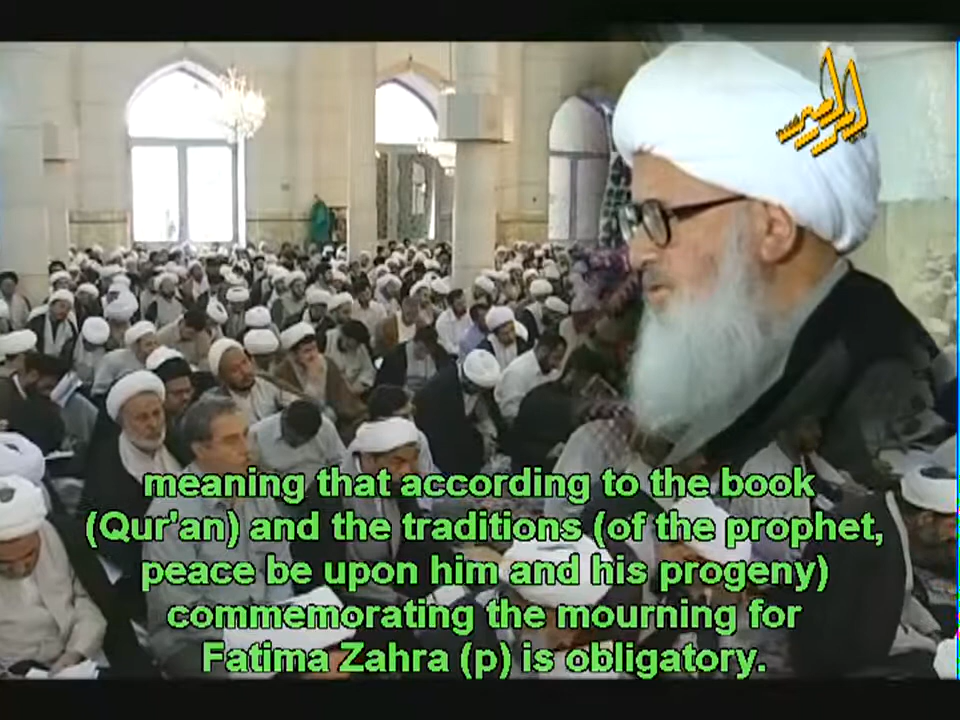 meaning that according to the book
(Qur'an) and the traditions (of the prophet,
peace be upon him and his progeny)
commemorating the mourning for
Fatima Zahra (p) is obligatory.